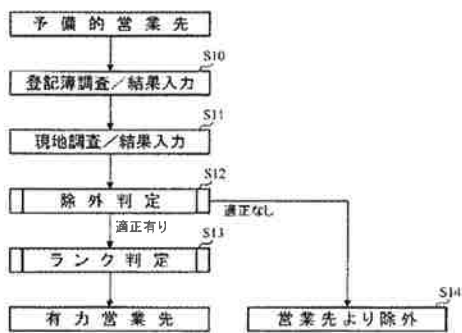 予備的営業先
S10
登記簿調査／結果入力
S11
現地調査／結果入力
S12
除外判定
適正なし
適正有り
S13
ランク判定
S14
有力営業先
営業先より除外